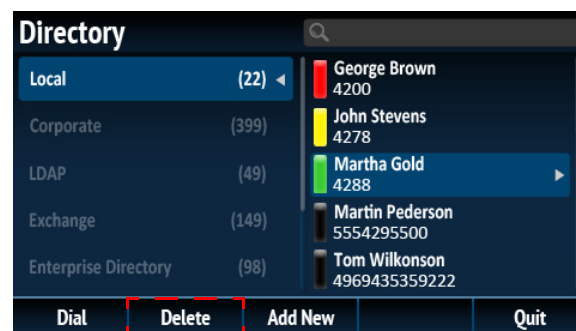 Directory
Local (22)
Corporate (399)
LDAP (49)
Exchange (149)
Enterprise Directory (98)
George Brown
4200
John Stevens
4278
Martha Gold
4288
Martin Pederson
5554295500
Tom Wilkonson
4969435359222
Dial Delete Add New Quit